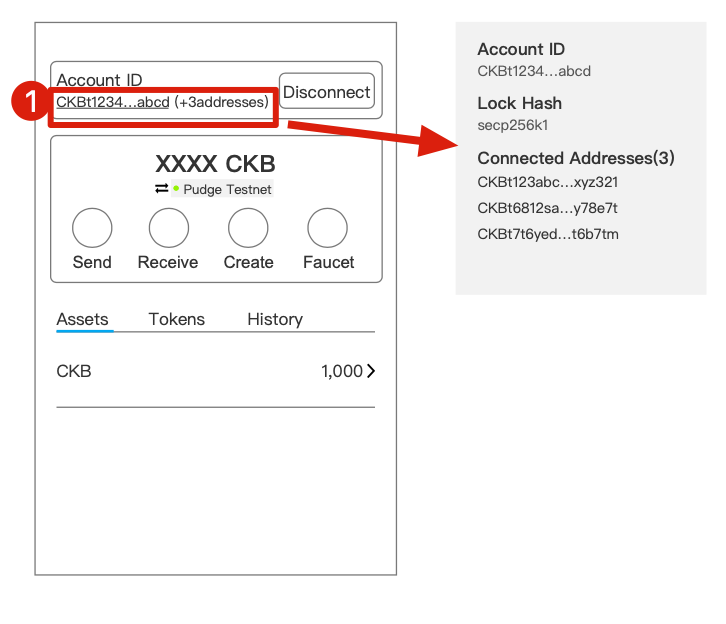 1
Account ID
CKBt1234...abcd (+3addresses)
Disconnect
XXXX CKB
Pudge Testnet
Send
Receive
Create
Faucet
Assets
Tokens
History
CKB
1,000
Account ID
CKBt1234...abcd
Lock Hash
secp256k1
Connected Addresses(3)
CKBt123abc...xyz321
CKBt6812sa...y78e7t
CKBt7t6yed...t6b7tm